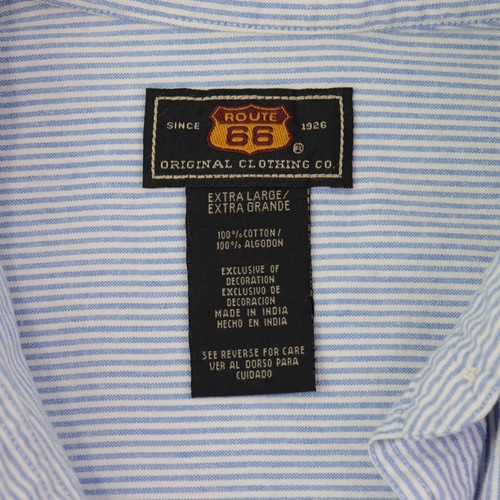 ROUTE
SINCE 66 1926
®
ORIGINAL CLOTHING CO.
EXTRA LARGE/
EXTRA GRANDE
100% COTTON/
100% ALGODON
EXCLUSIVE OF
DECORATION
EXCLUSIVO DE
DECORACION
MADE IN INDIA
HECHO EN INDIA
SEE REVERSE FOR CARE
VER AL DORSO PARA
CUIDADO